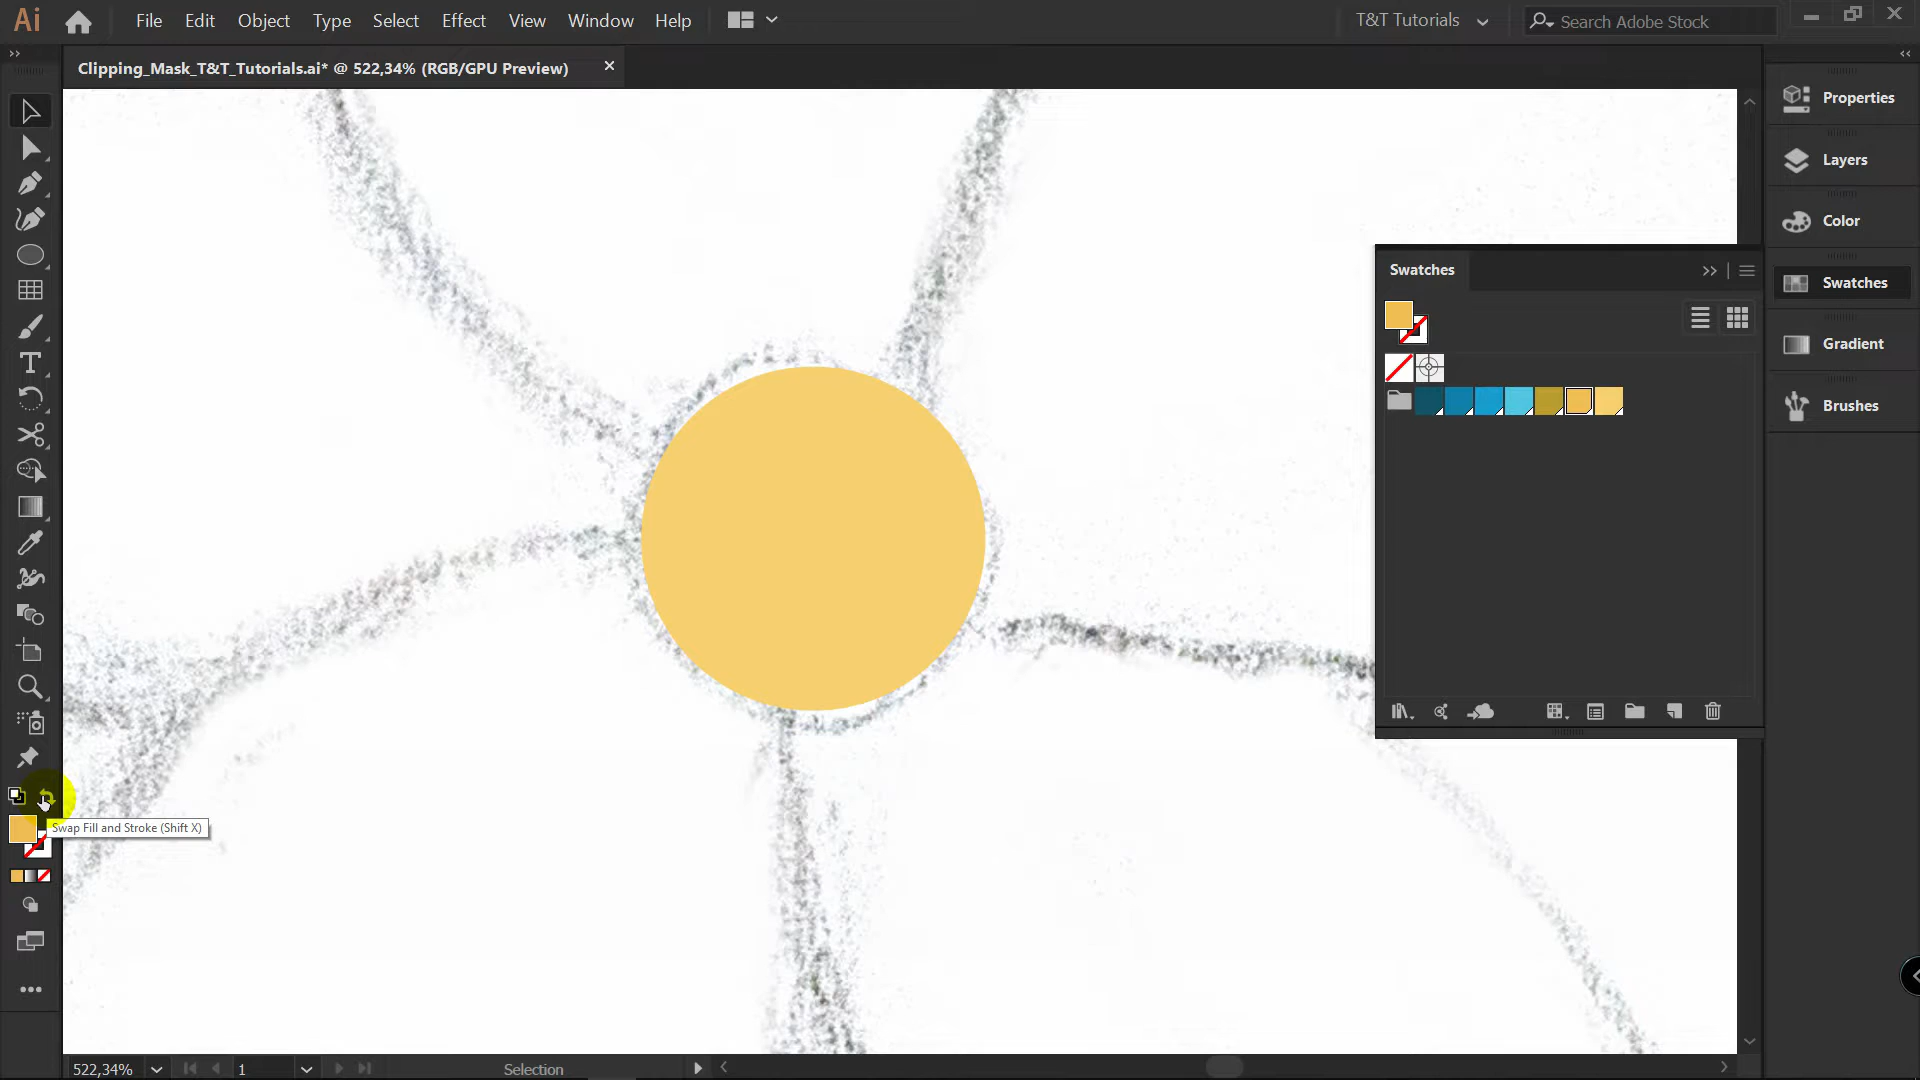 Ai File Edit Object Type Select Effect View Window Help T&T Tutorials Search Adobe Stock
Clipping_Mask_T&T_Tutorials.ai* @ 522,34% (RGB/GPU Preview)
Properties
Layers
Color
Swatches
Swatches
Gradient
Brushes
Swap Fill and Stroke (Shift X)
522,34% 1 Selection